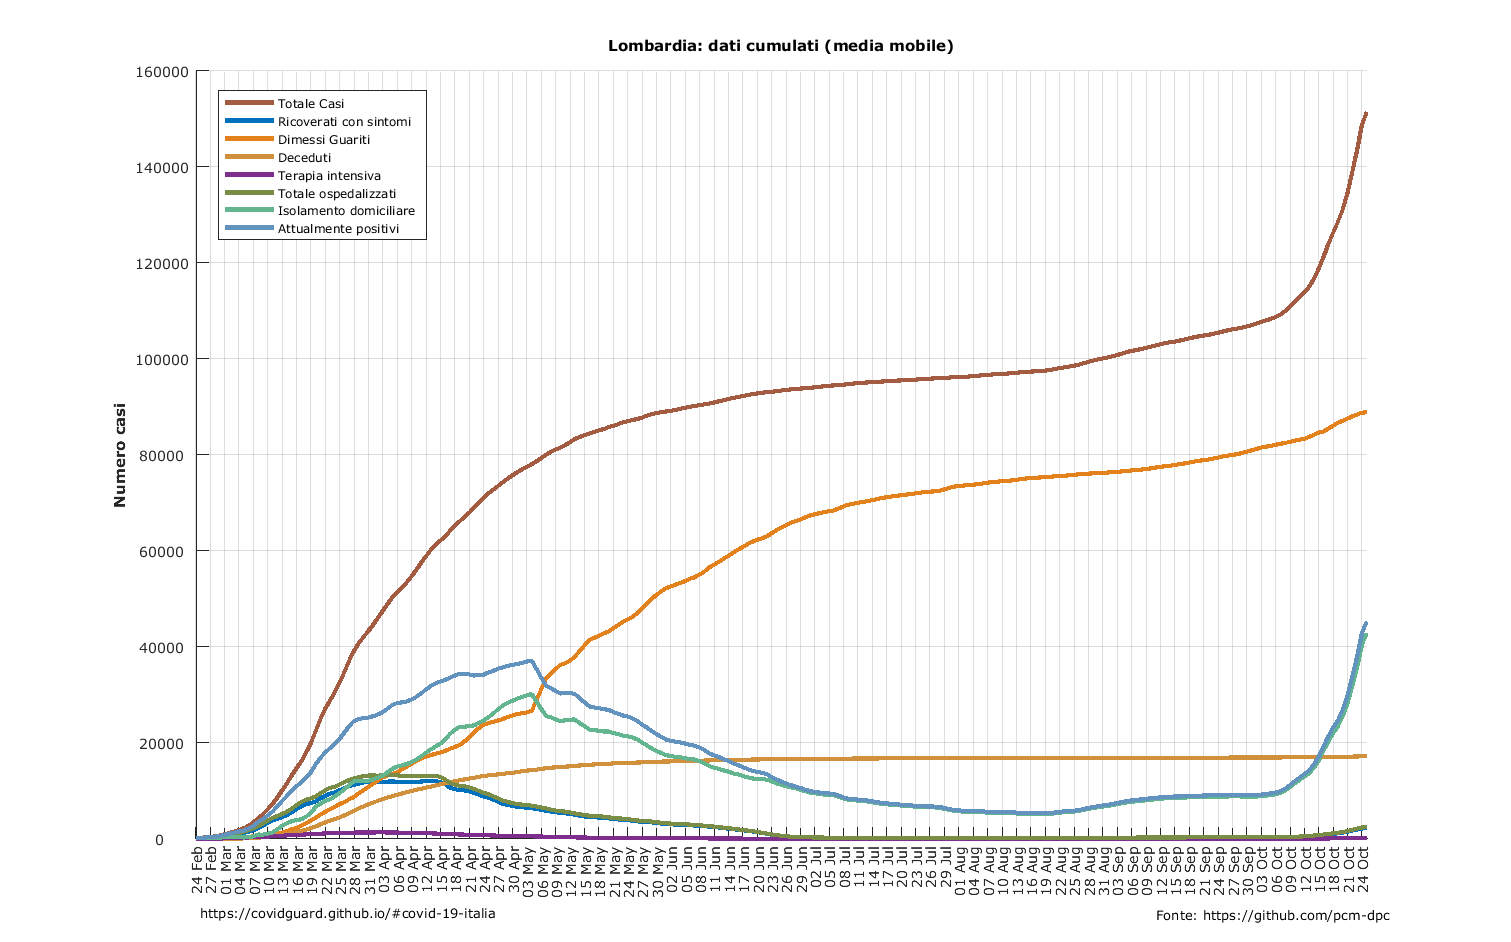 Lombardia: dati cumulati (media mobile)
160000
140000
120000
100000
80000
60000
40000
20000
0
Numero casi
Totale Casi
Ricoverati con sintomi
Dimessi Guariti
Deceduti
Terapia intensiva
Totale ospedalizzati
Isolamento domiciliare
Attualmente positivi
24 Feb
27 Feb
01 Mar
04 Mar
07 Mar
10 Mar
13 Mar
16 Mar
19 Mar
22 Mar
25 Mar
28 Mar
31 Mar
03 Apr
06 Apr
09 Apr
12 Apr
15 Apr
18 Apr
21 Apr
24 Apr
27 Apr
30 Apr
03 May
06 May
09 May
12 May
15 May
18 May
21 May
24 May
27 May
30 May
02 Jun
05 Jun
08 Jun
11 Jun
14 Jun
17 Jun
20 Jun
23 Jun
26 Jun
29 Jun
02 Jul
05 Jul
08 Jul
11 Jul
14 Jul
17 Jul
20 Jul
23 Jul
26 Jul
29 Jul
01 Aug
04 Aug
07 Aug
10 Aug
13 Aug
16 Aug
19 Aug
22 Aug
25 Aug
28 Aug
31 Aug
03 Sep
06 Sep
09 Sep
12 Sep
15 Sep
18 Sep
21 Sep
24 Sep
27 Sep
30 Sep
03 Oct
06 Oct
09 Oct
12 Oct
15 Oct
18 Oct
21 Oct
24 Oct
https://covidguard.github.io/#covid-19-italia
Fonte: https://github.com/pcm-dpc